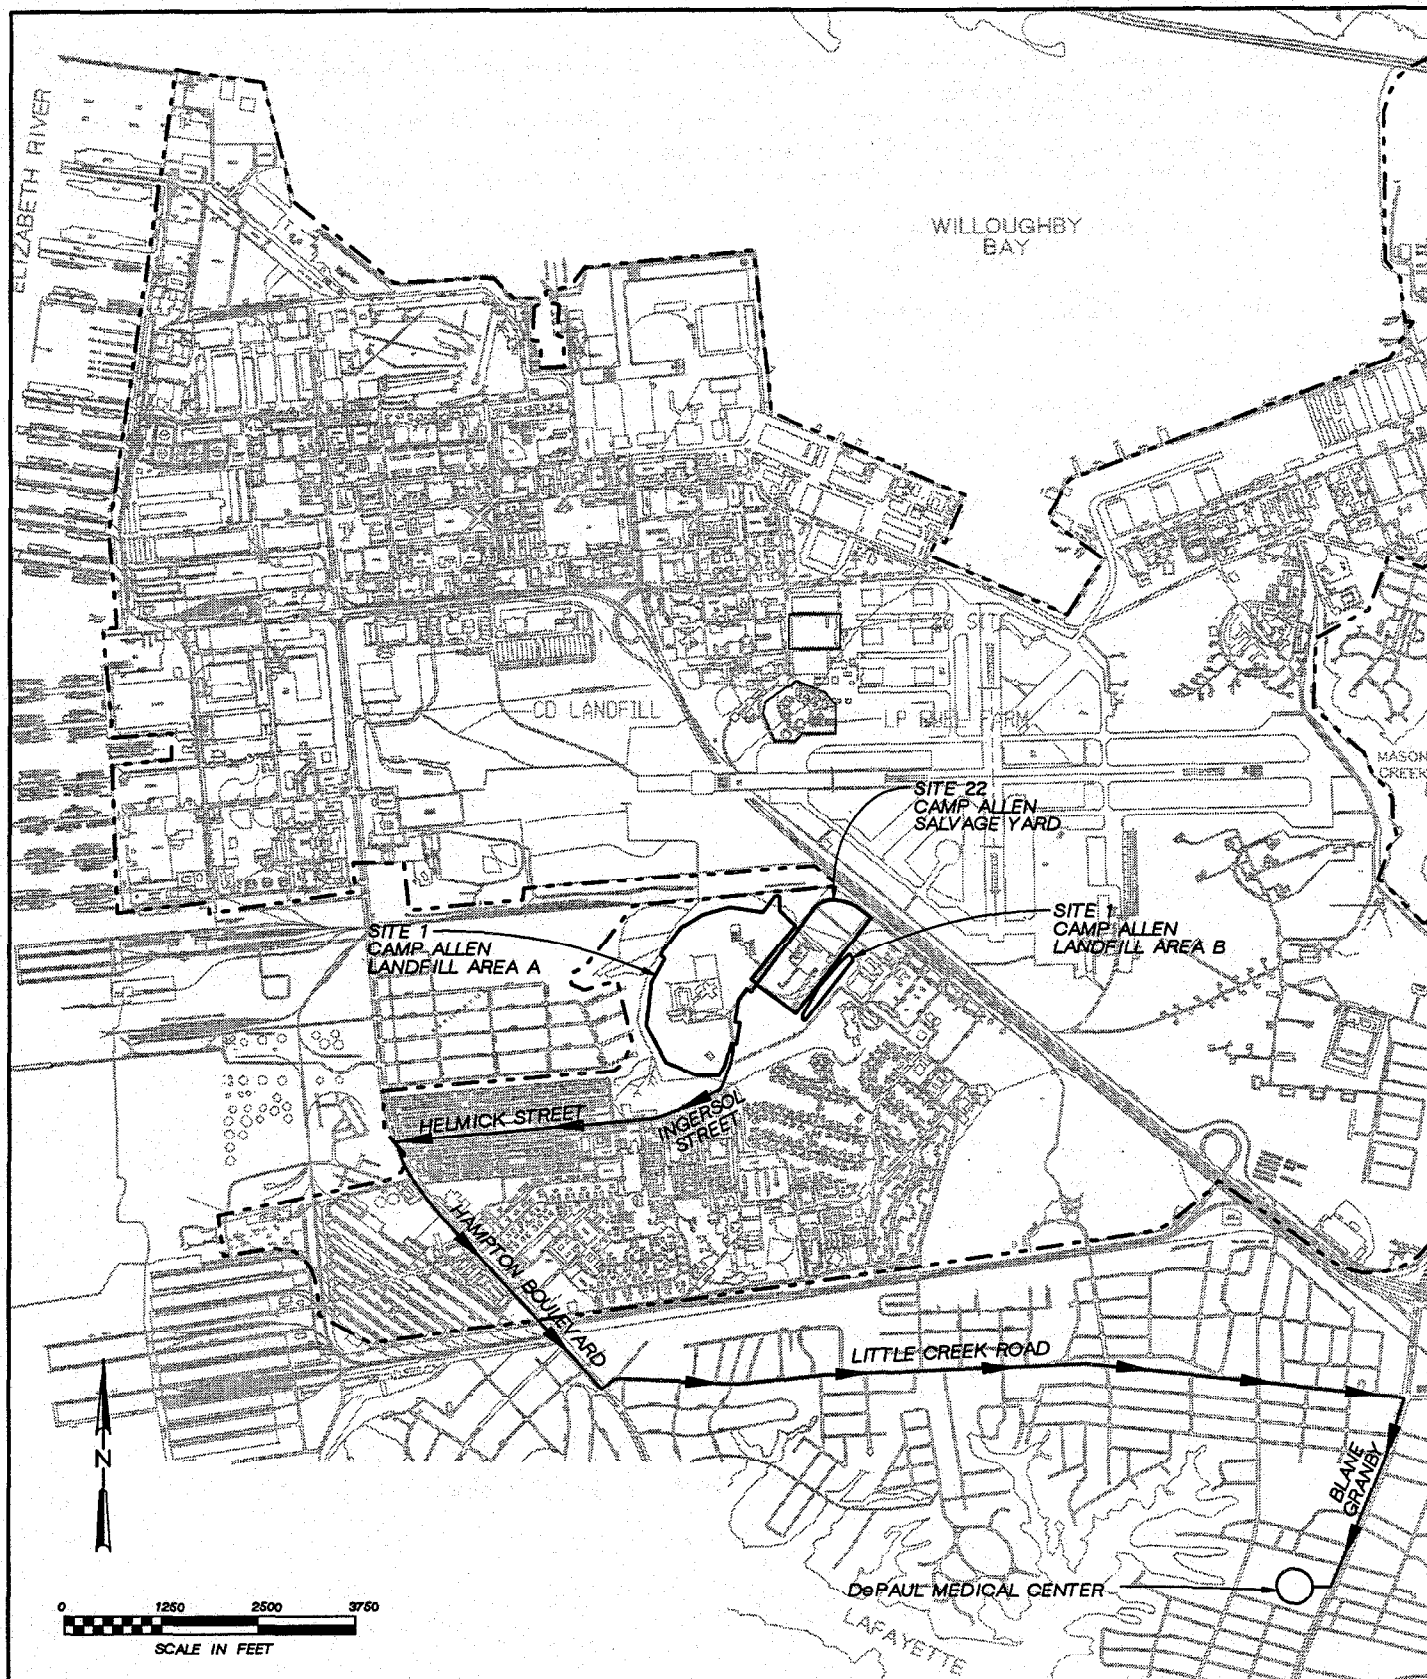 ELIZABETH RIVER
WILLOUGHBY
BAY
CD LANDFILL
LP FUEL FARM
MASON
CREEK
SITE 22
CAMP ALLEN
SALVAGE YARD
SITE 1
CAMP ALLEN
LANDFILL AREA A
SITE 1
CAMP ALLEN
LANDFILL AREA B
HELMICK STREET
INGERSOL
STREET
HAMPTON BOULEVARD
LITTLE CREEK ROAD
BLANE
GRANBY
DePAUL MEDICAL CENTER
LAFAYETTE
N
0 1250 2500 3750
SCALE IN FEET